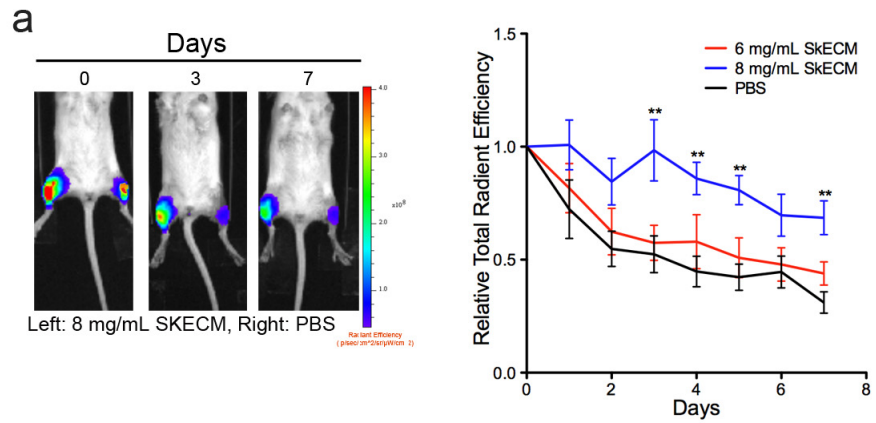 a
Days
0 3 7
4.0
3.0
x10⁸
2.0
1.0
Left: 8 mg/mL SKECM, Right: PBS
Radiant Efficiency
Relative Total Radient Efficiency
1.5
1.0
0.5
0.0
6 mg/mL SkECM
8 mg/mL SkECM
PBS
** ** ** **
0 2 4 6 8
Days